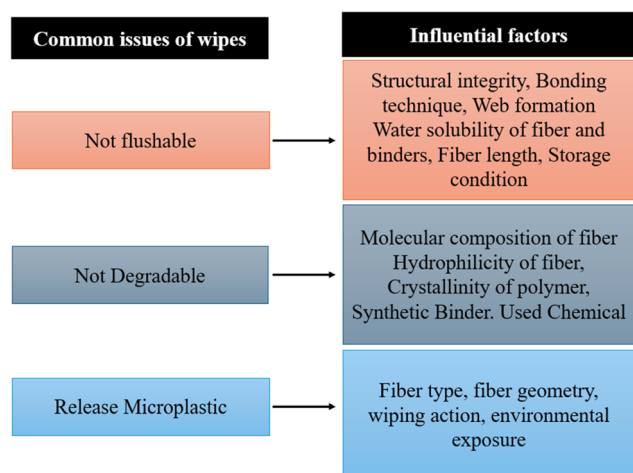 Common issues of wipes
Influential factors
Not flushable
Structural integrity, Bonding
technique, Web formation
Water solubility of fiber and
binders, Fiber length, Storage
condition
Not Degradable
Molecular composition of fiber
Hydrophilicity of fiber,
Crystallinity of polymer,
Synthetic Binder. Used Chemical
Release Microplastic
Fiber type, fiber geometry,
wiping action, environmental
exposure